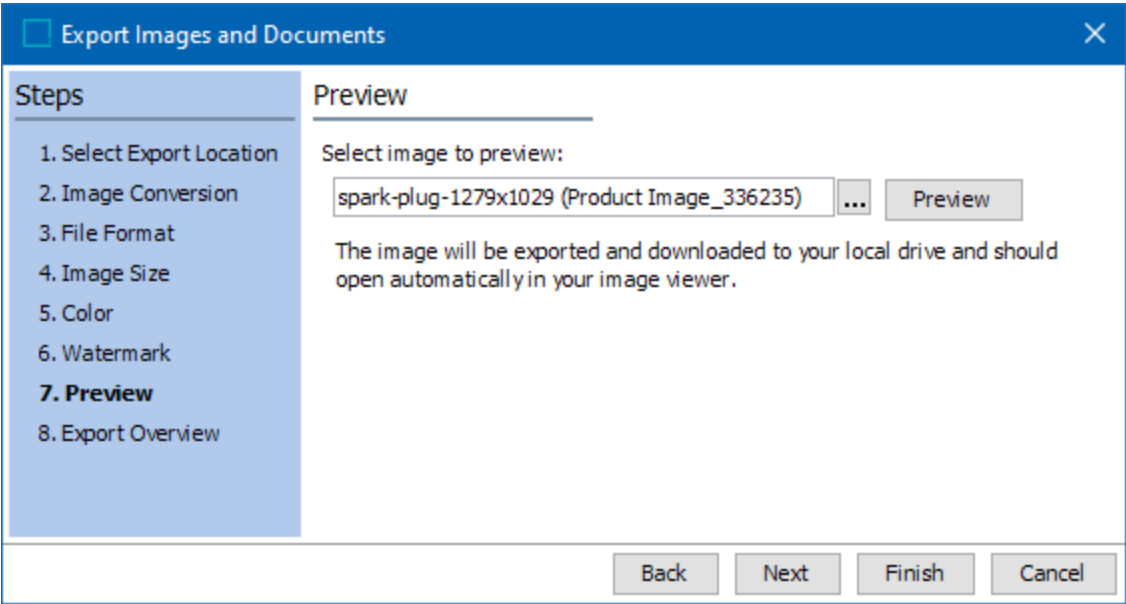 Export Images and Documents
Steps
1. Select Export Location
2. Image Conversion
3. File Format
4. Image Size
5. Color
6. Watermark
7. Preview
8. Export Overview
Preview
Select image to preview:
spark-plug-1279x1029 (Product Image_336235)
...
Preview
The image will be exported and downloaded to your local drive and should
open automatically in your image viewer.
Back
Next
Finish
Cancel